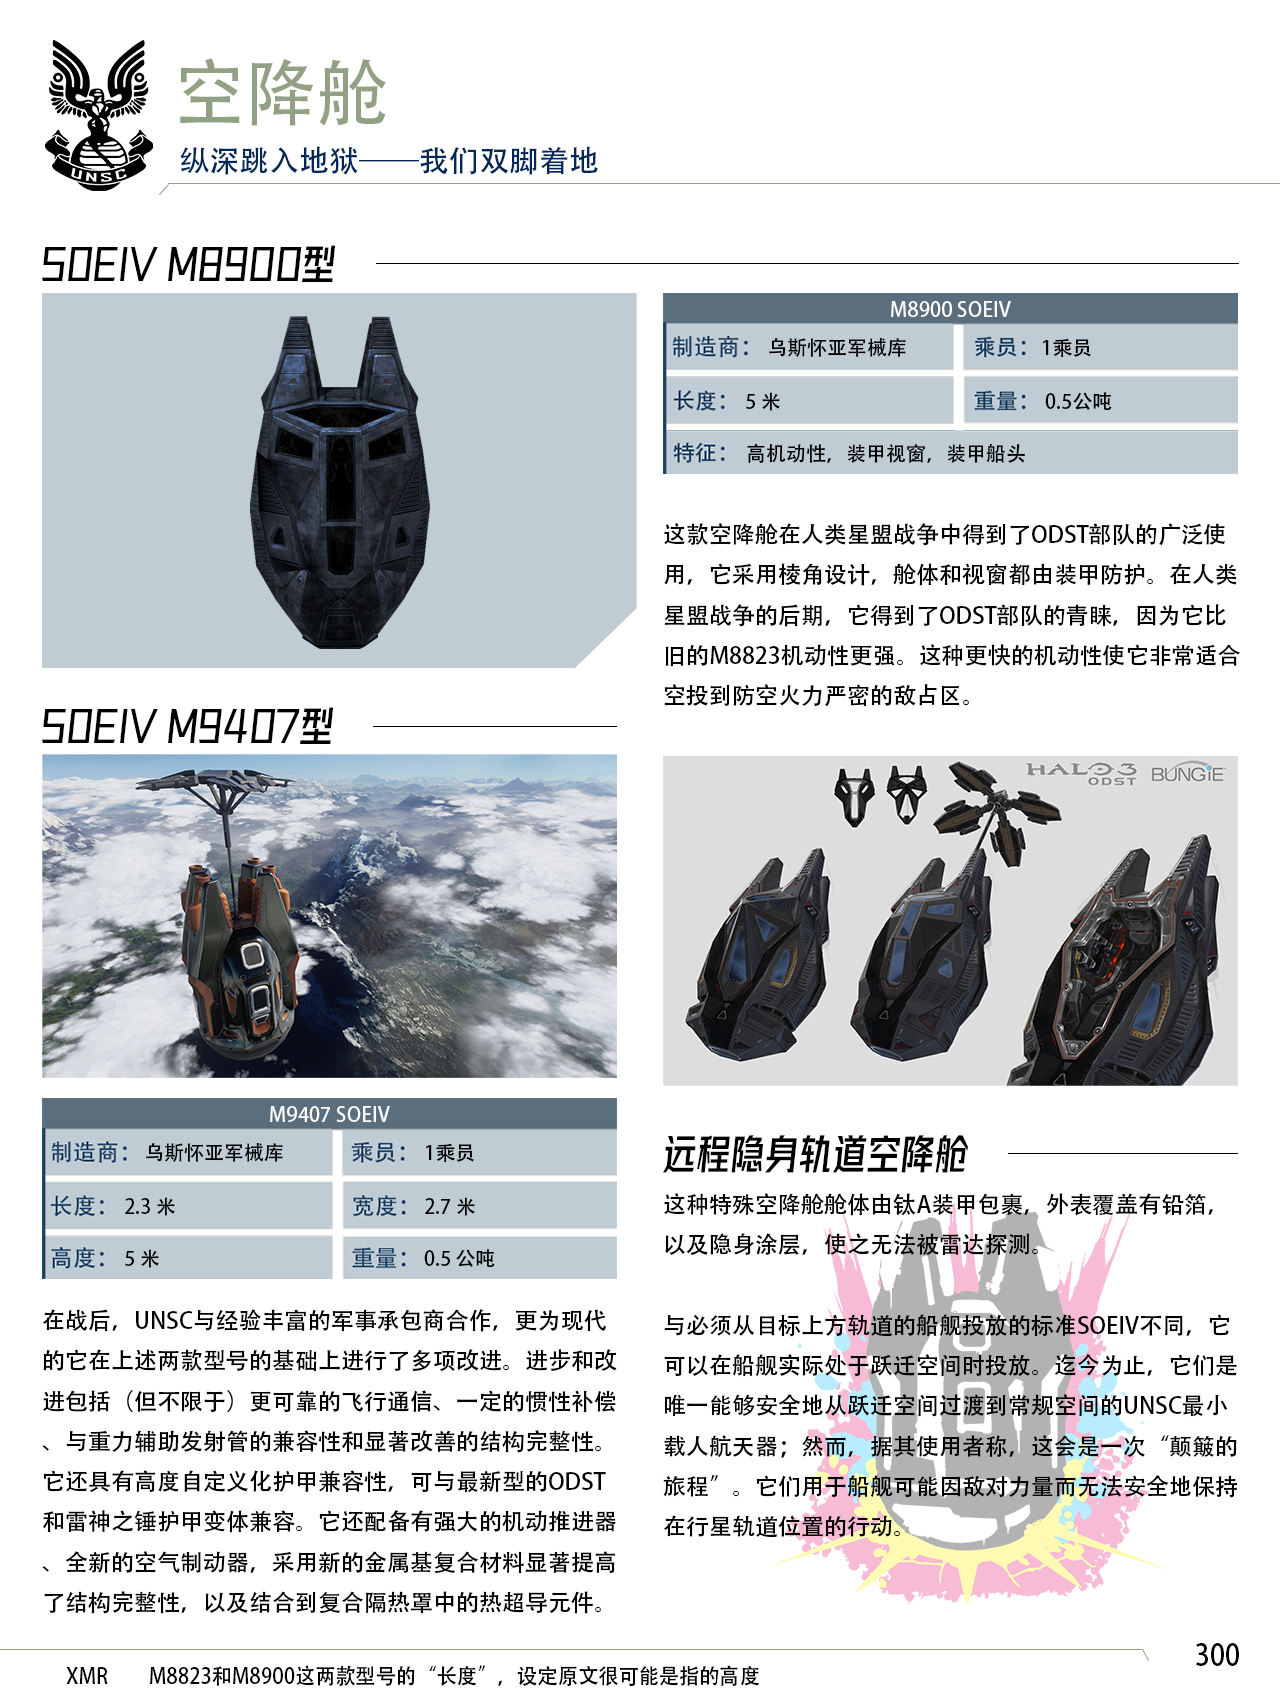 UNSC
空降舱
纵深跳入地狱——我们双脚着地
SOEIV M8900型
M8900 SOEIV
制造商： 乌斯怀亚军械库 乘员： 1乘员
长度： 5 米 重量： 0.5公吨
特征： 高机动性，装甲视窗，装甲船头
这款空降舱在人类星盟战争中得到了ODST部队的广泛使
用，它采用棱角设计，舱体和视窗都由装甲防护。在人类
星盟战争的后期，它得到了ODST部队的青睐，因为它比
旧的M8823机动性更强。这种更快的机动性使它非常适合
空投到防空火力严密的敌占区。
SOEIV M9407型
HALO 3
ODST
BUNGiE
M9407 SOEIV
制造商： 乌斯怀亚军械库 乘员： 1乘员
长度： 2.3 米 宽度： 2.7 米
高度： 5 米 重量： 0.5 公吨
在战后，UNSC与经验丰富的军事承包商合作，更为现代
的它在上述两款型号的基础上进行了多项改进。进步和改
进包括（但不限于）更可靠的飞行通信、一定的惯性补偿
、与重力辅助发射管的兼容性和显著改善的结构完整性。
它还具有高度自定义化护甲兼容性，可与最新型的ODST
和雷神之锤护甲变体兼容。它还配备有强大的机动推进器
、全新的空气制动器，采用新的金属基复合材料显著提高
了结构完整性，以及结合到复合隔热罩中的热超导元件。
远程隐身轨道空降舱
这种特殊空降舱舱体由钛A装甲包裹，外表覆盖有铅箔，
以及隐身涂层，使之无法被雷达探测。
与必须从目标上方轨道的船舰投放的标准SOEIV不同，它
可以在船舰实际处于跃迁空间时投放。迄今为止，它们是
唯一能够安全地从跃迁空间过渡到常规空间的UNSC最小
载人航天器；然而，据其使用者称，这会是一次“颠簸的
旅程”。它们用于船舰可能因敌对力量而无法安全地保持
在行星轨道位置的行动。
XMR M8823和M8900这两款型号的“长度”，设定原文很可能是指的高度
300